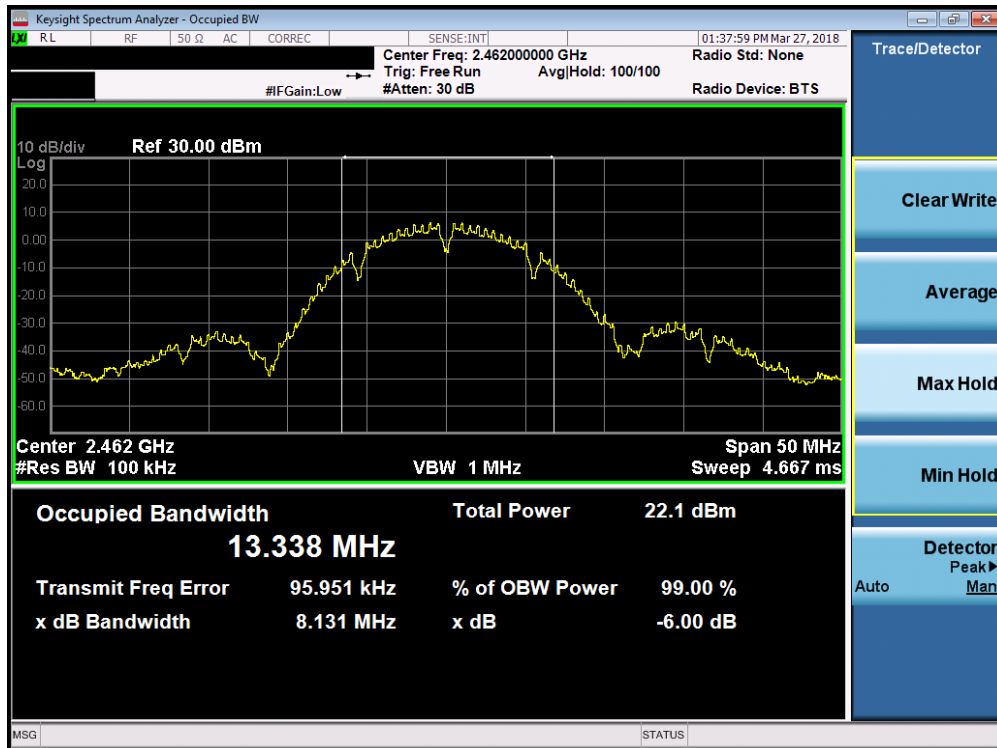 Keysight Spectrum Analyzer - Occupied BW
LXI RL RF 50 Ω AC CORREC SENSE:INT 01:37:59 PM Mar 27, 2018
Center Freq: 2.462000000 GHz Radio Std: None
Trig: Free Run Avg|Hold: 100/100
#IFGain:Low #Atten: 30 dB Radio Device: BTS
10 dB/div Ref 30.00 dBm
Log
20.0
10.0
0.00
-10.0
-20.0
-30.0
-40.0
-50.0
-60.0
Center 2.462 GHz Span 50 MHz
#Res BW 100 kHz VBW 1 MHz Sweep 4.667 ms
Occupied Bandwidth Total Power 22.1 dBm
13.338 MHz
Transmit Freq Error 95.951 kHz % of OBW Power 99.00 %
x dB Bandwidth 8.131 MHz x dB -6.00 dB
MSG STATUS
Trace/Detector
Clear Write
Average
Max Hold
Min Hold
Detector
Peak▶
Auto Man